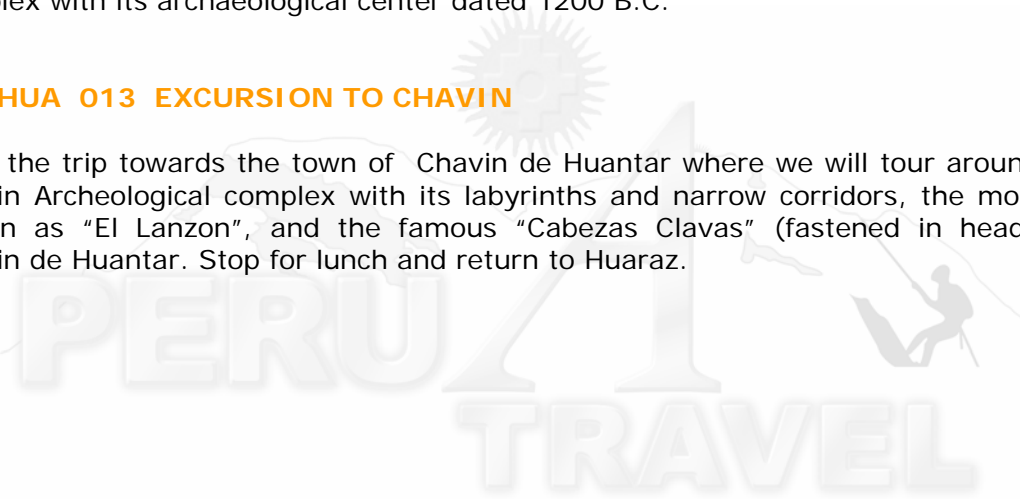 plex with its archaeological center dated 1200 B.C.
HUA 013 EXCURSION TO CHAVIN
the trip towards the town of Chavin de Huantar where we will tour aroun
in Archeological complex with its labyrinths and narrow corridors, the mo
n as “El Lanzon”, and the famous “Cabezas Clavas” (fastened in head
in de Huantar. Stop for lunch and return to Huaraz.
PERU A
TRAVEL